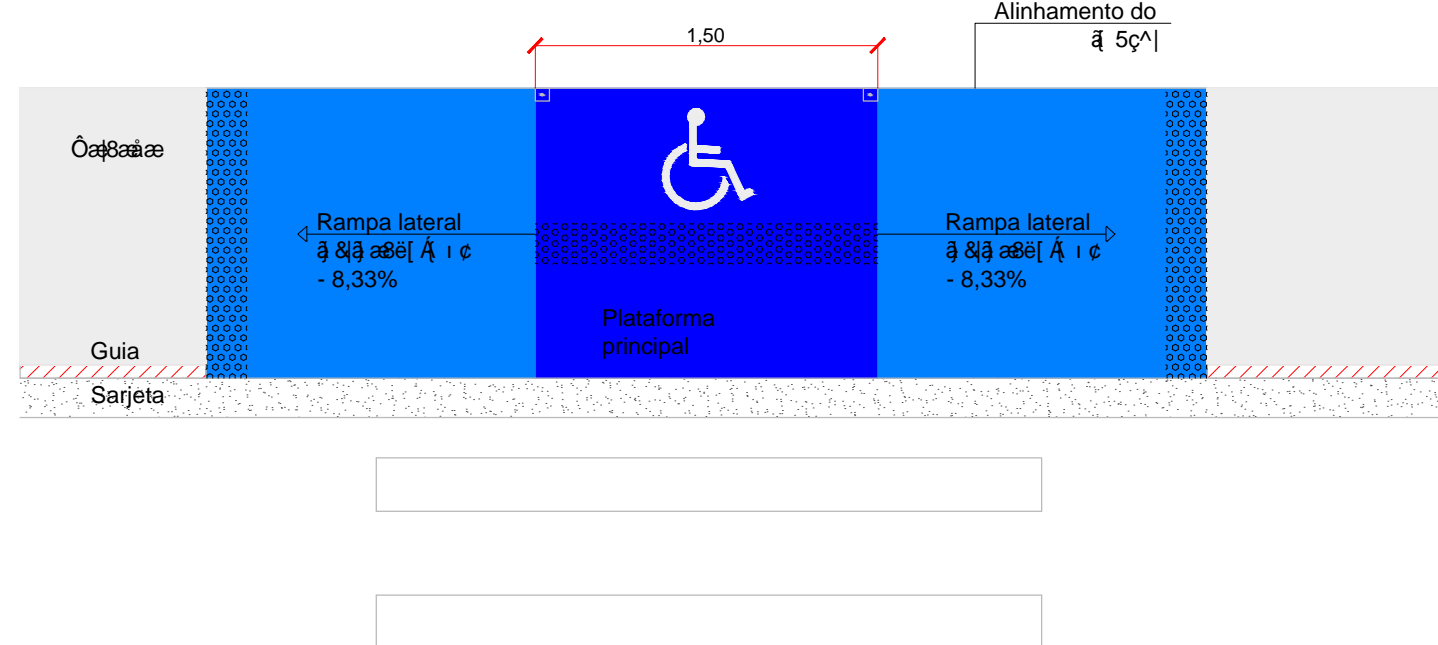 Alinhamento do
1,50
Rampa lateral
- 8,33%
Rampa lateral
- 8,33%
Plataforma
principal
Guia
Sarjeta